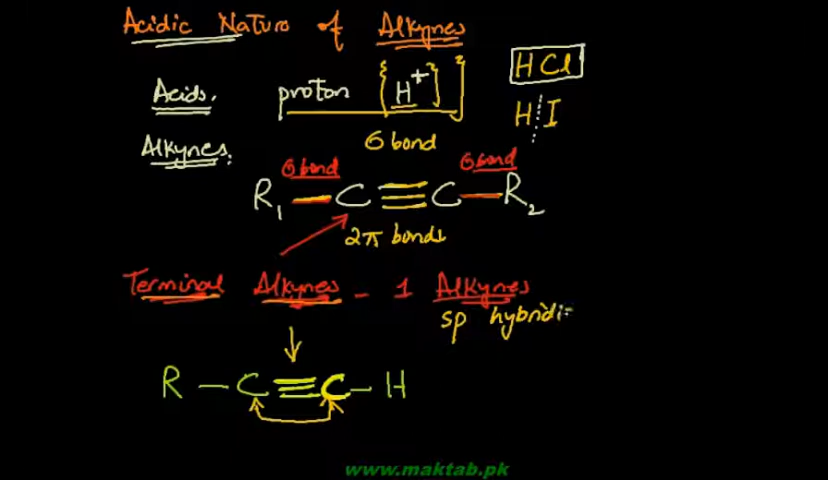 Acidic Nature of Alkynes
Acids. proton {H+}
HCl
H I
Alkynes. σ bond
σ bond σ bond
R1 — C ≡ C — R2
2π bonds
Terminal Alkynes - 1 Alkynes
sp hybridi
R — C ≡ C — H
www.maktab.pk